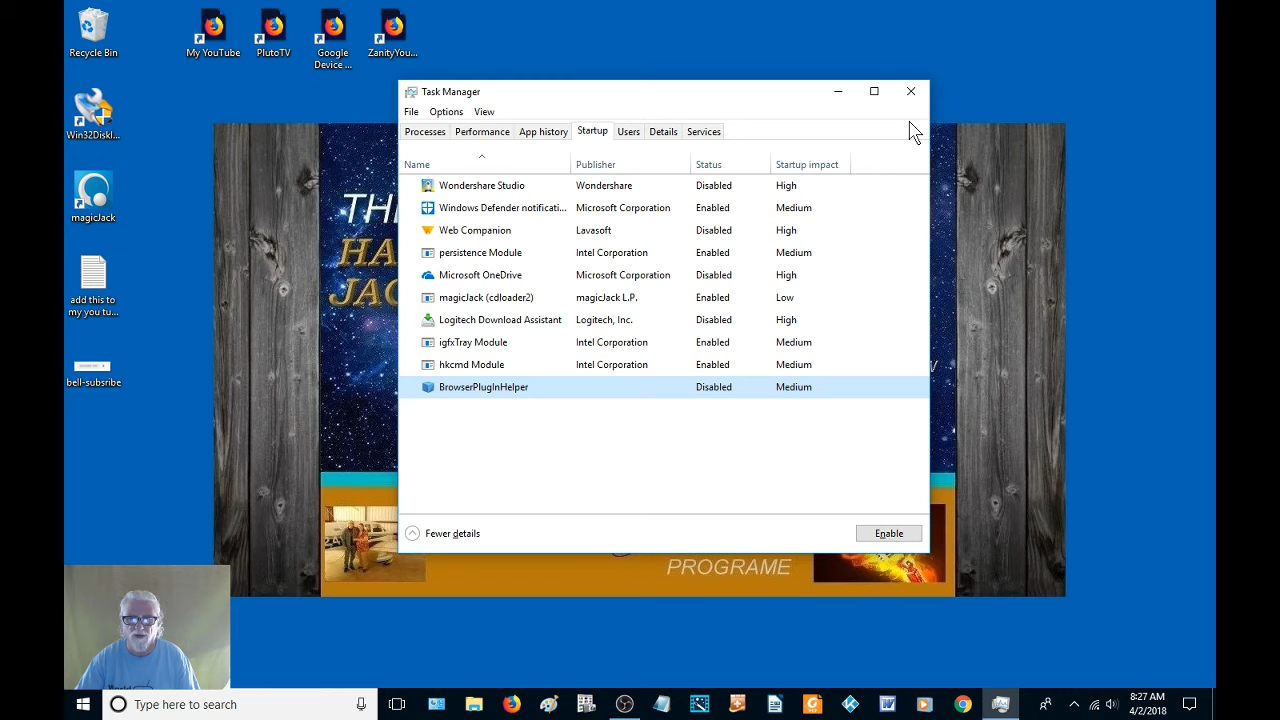 Recycle Bin
My YouTube
PlutoTV
Google
Device ...
ZanityYou...
Win32DiskI...
magicJack
add this to
my you tu...
bell-subsribe
Task Manager
File Options View
Processes Performance App history Startup Users Details Services
Name Publisher Status Startup impact
Wondershare Studio Wondershare Disabled High
Windows Defender notificati... Microsoft Corporation Enabled Medium
Web Companion Lavasoft Disabled High
persistence Module Intel Corporation Enabled Medium
Microsoft OneDrive Microsoft Corporation Disabled High
magicJack (cdloader2) magicJack L.P. Enabled Low
Logitech Download Assistant Logitech, Inc. Disabled High
igfxTray Module Intel Corporation Enabled Medium
hkcmd Module Intel Corporation Enabled Medium
BrowserPlugInHelper Disabled Medium
Fewer details
Enable
PROGRAME
Type here to search
8:27 AM
4/2/2018